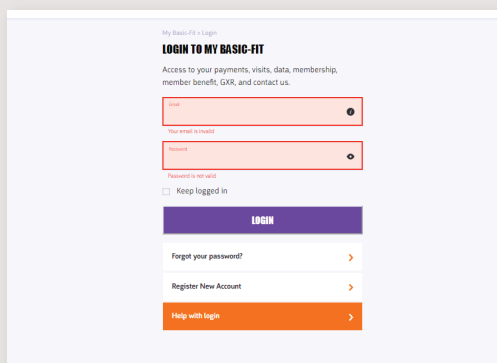 My Basic-Fit > Login
LOGIN TO MY BASIC-FIT
Access to your payments, visits, data, membership,
member benefit, GXR, and contact us.
Email
Your email is invalid
Password
Password is not valid
Keep logged in
LOGIN
Forgot your password?
Register New Account
Help with login